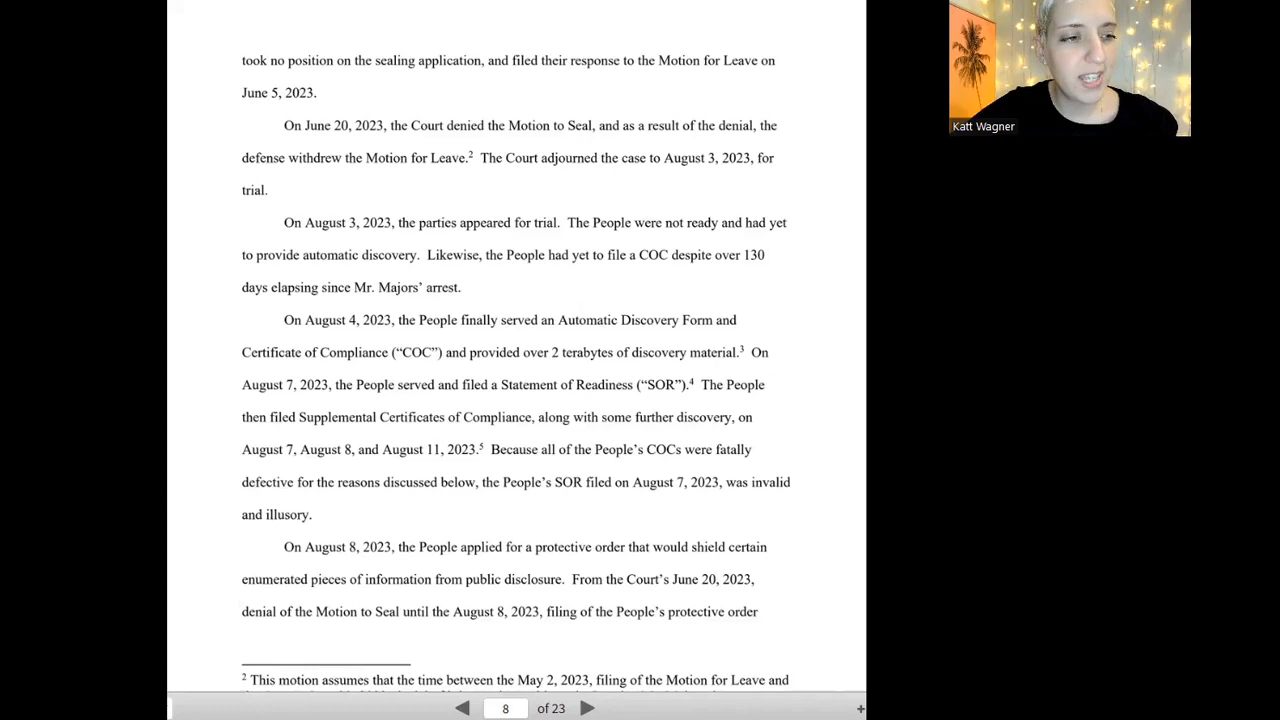 took no position on the sealing application, and filed their response to the Motion for Leave on
June 5, 2023.
On June 20, 2023, the Court denied the Motion to Seal, and as a result of the denial, the
defense withdrew the Motion for Leave.2 The Court adjourned the case to August 3, 2023, for
trial.
On August 3, 2023, the parties appeared for trial. The People were not ready and had yet
to provide automatic discovery. Likewise, the People had yet to file a COC despite over 130
days elapsing since Mr. Majors’ arrest.
On August 4, 2023, the People finally served an Automatic Discovery Form and
Certificate of Compliance (“COC”) and provided over 2 terabytes of discovery material.3 On
August 7, 2023, the People served and filed a Statement of Readiness (“SOR”).4 The People
then filed Supplemental Certificates of Compliance, along with some further discovery, on
August 7, August 8, and August 11, 2023.5 Because all of the People’s COCs were fatally
defective for the reasons discussed below, the People’s SOR filed on August 7, 2023, was invalid
and illusory.
On August 8, 2023, the People applied for a protective order that would shield certain
enumerated pieces of information from public disclosure. From the Court’s June 20, 2023,
denial of the Motion to Seal until the August 8, 2023, filing of the People’s protective order
2 This motion assumes that the time between the May 2, 2023, filing of the Motion for Leave and
8 of 23
Katt Wagner